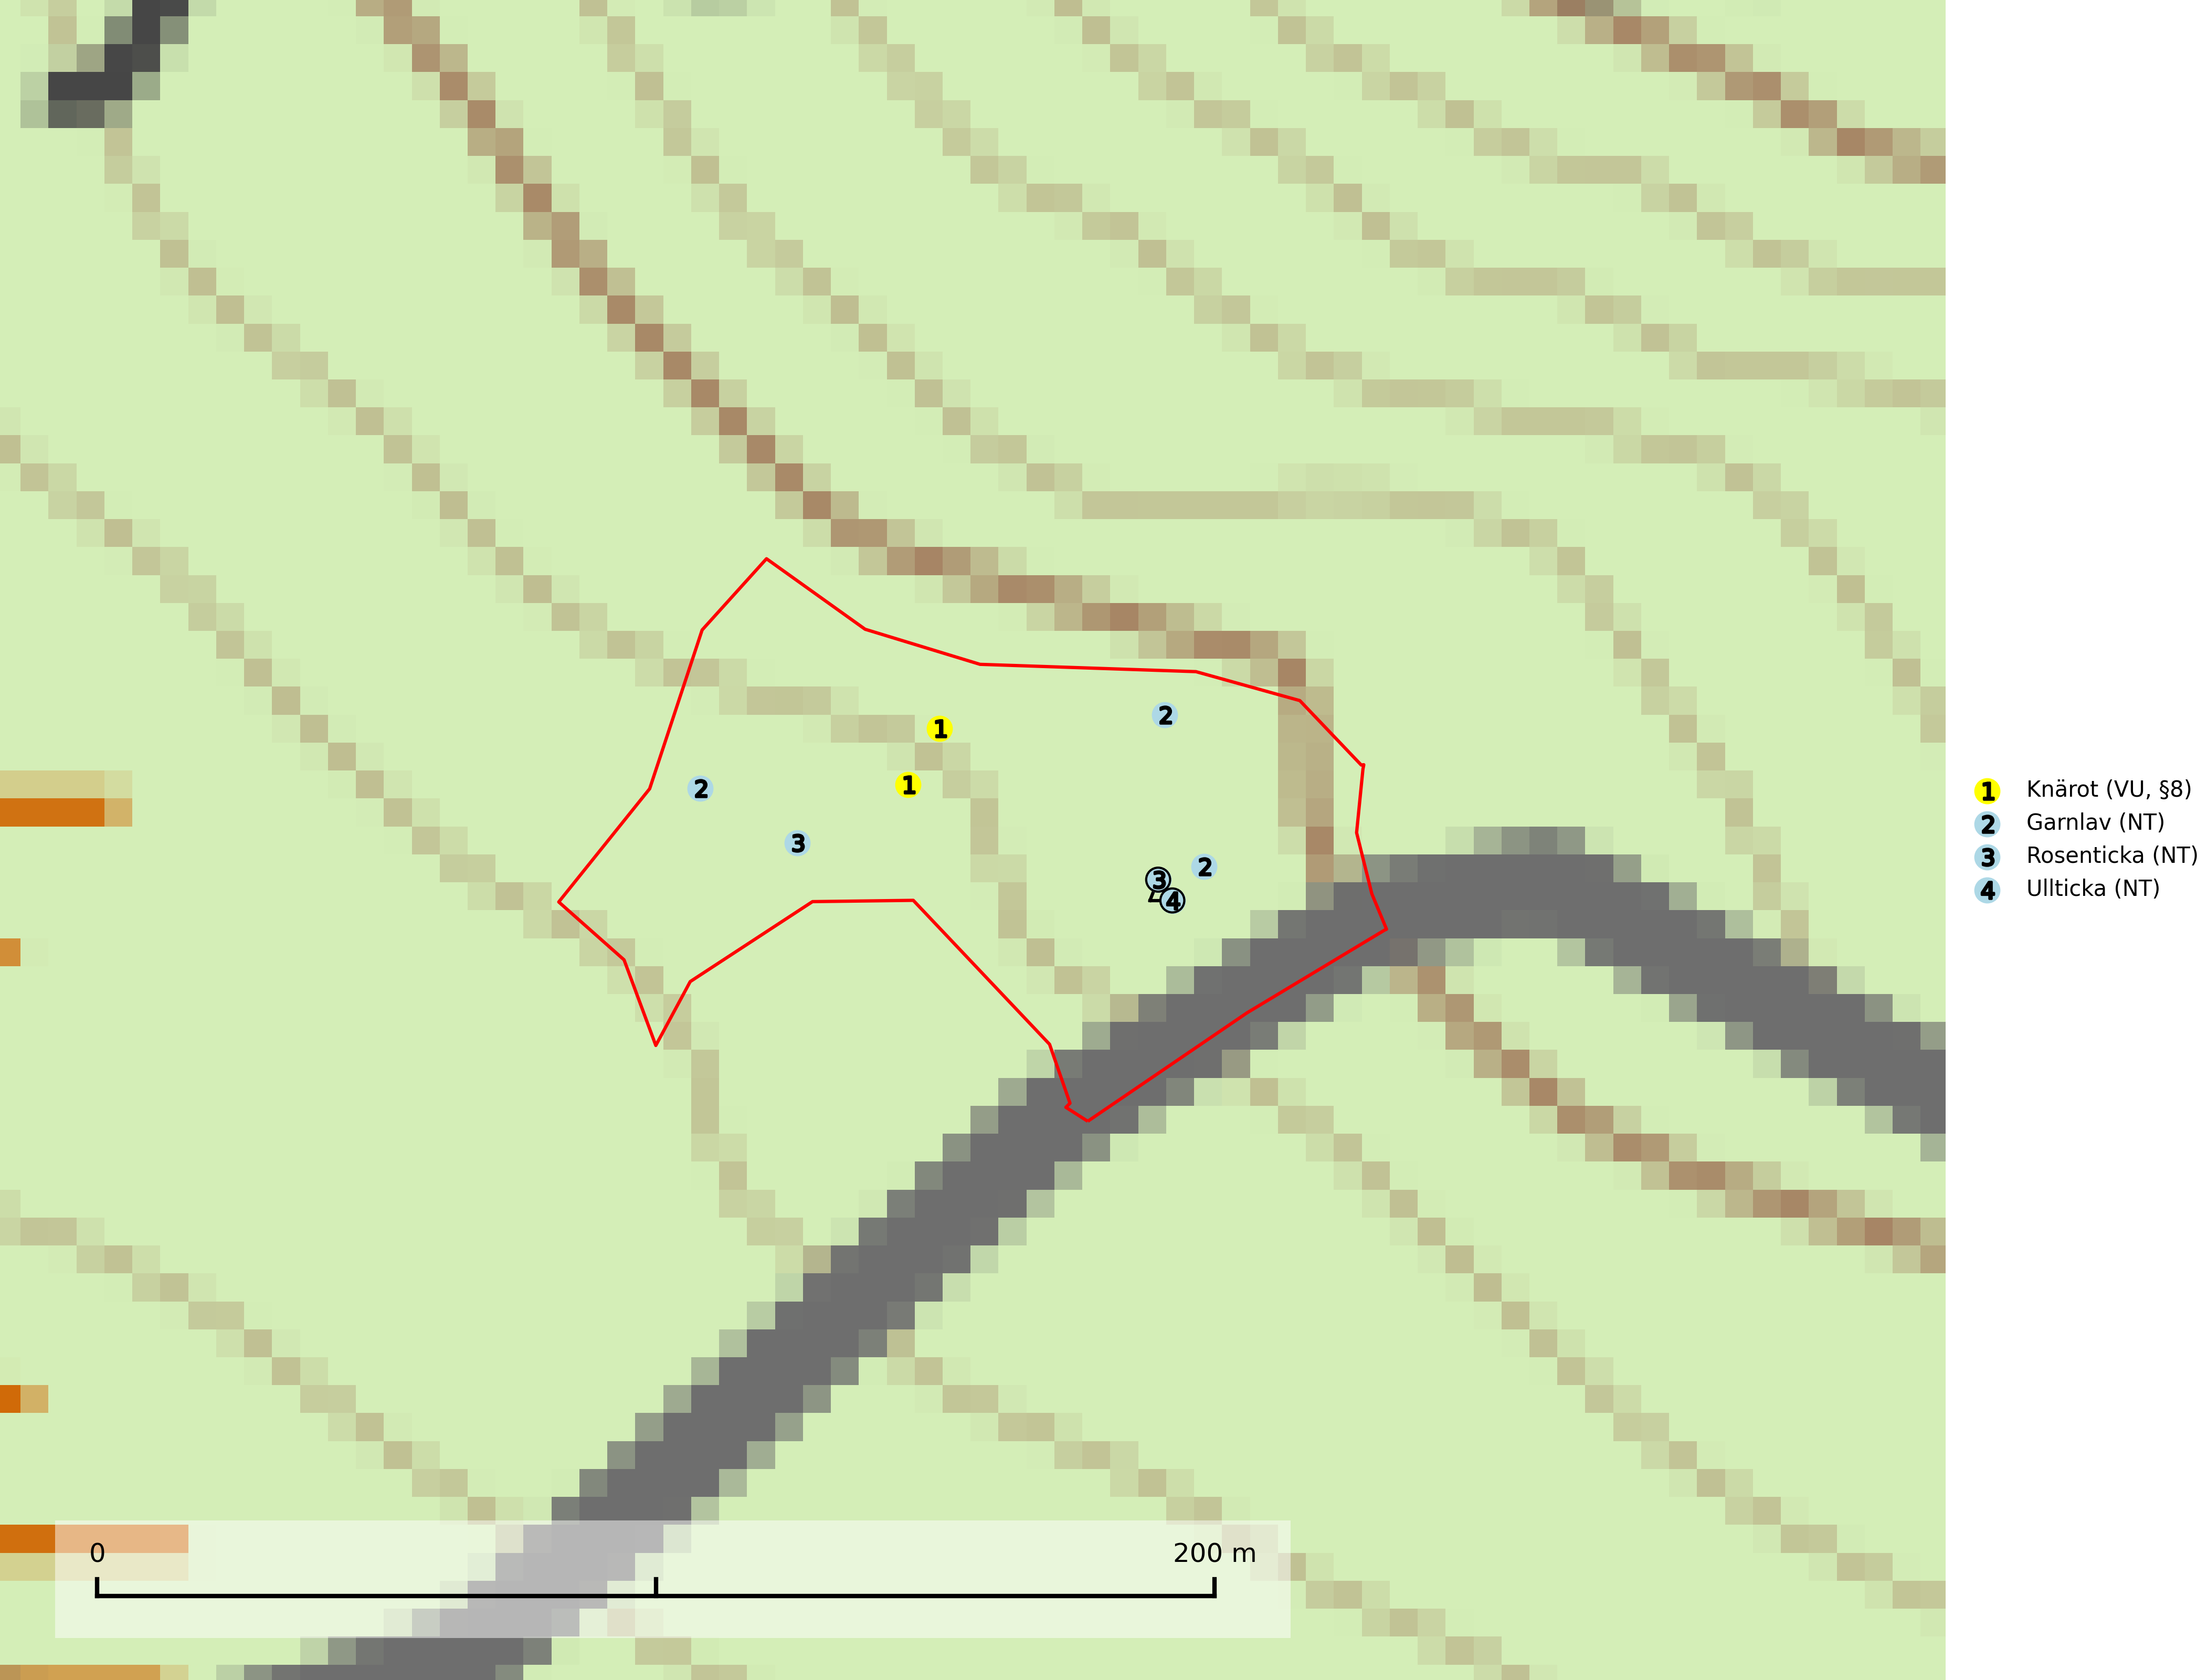 2
1
2
1
3
2
3
4
1 Knärot (VU, §8)
2 Garnlav (NT)
3 Rosenticka (NT)
4 Ullticka (NT)
0 200 m